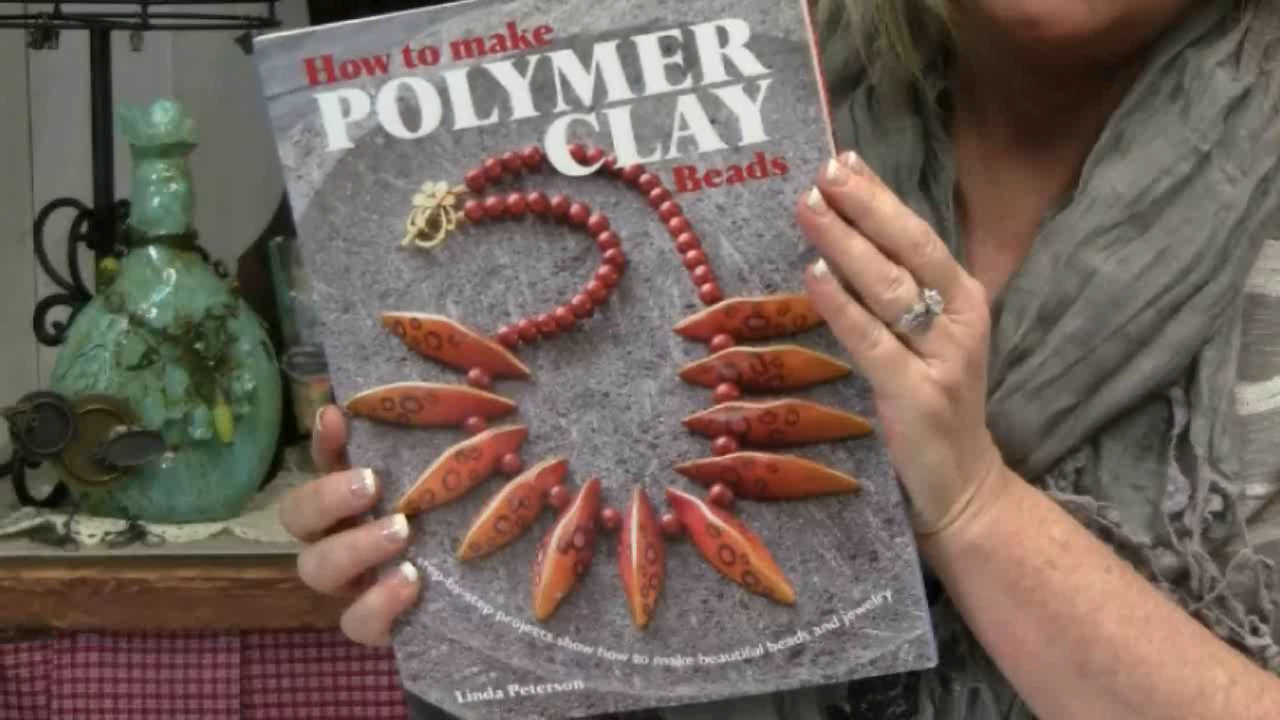 How to make
POLYMER
CLAY
Beads
step-by-step projects show how to make beautiful beads and jewelry
Linda Peterson